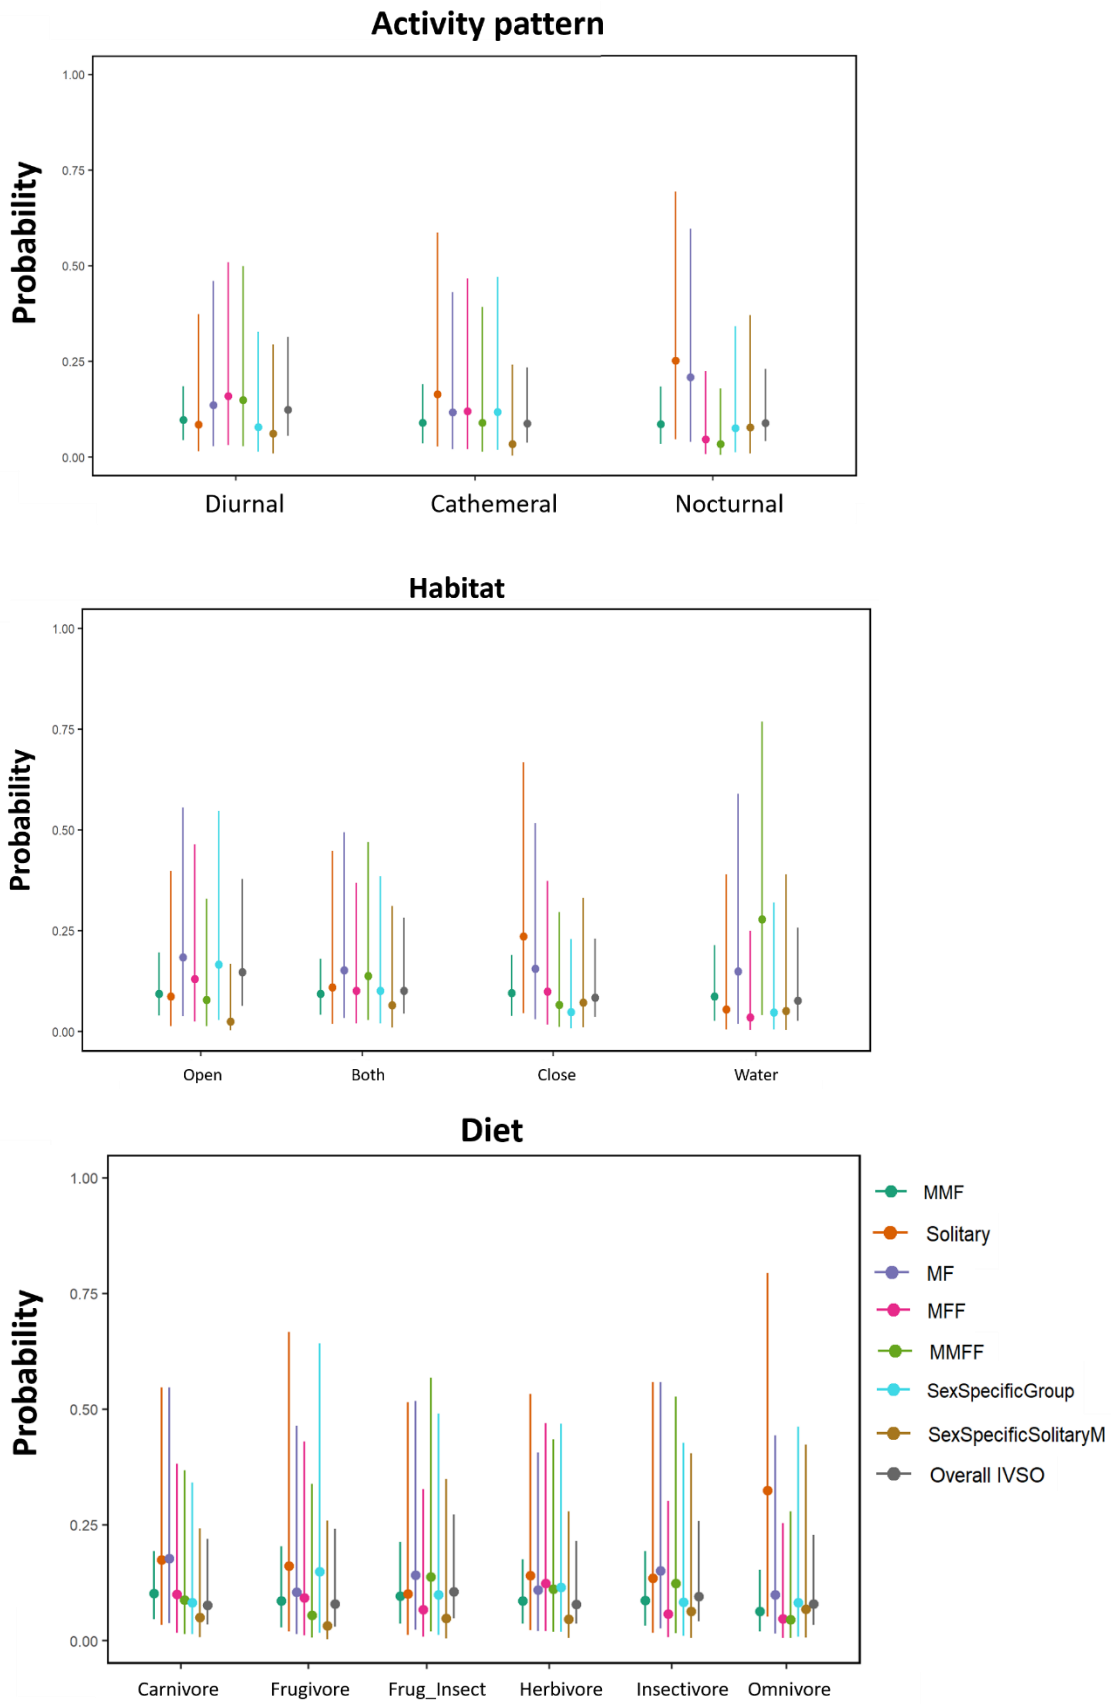 Activity pattern
Probability
1.00
0.75
0.50
0.25
0.00
Diurnal
Cathemeral
Nocturnal
Habitat
Probability
1.00
0.75
0.50
0.25
0.00
Open
Both
Close
Water
Diet
Probability
1.00
0.75
0.50
0.25
0.00
Carnivore
Frugivore
Frug_Insect
Herbivore
Insectivore
Omnivore
MMF
Solitary
MF
MFF
MMFF
SexSpecificGroup
SexSpecificSolitaryM
Overall IVSO